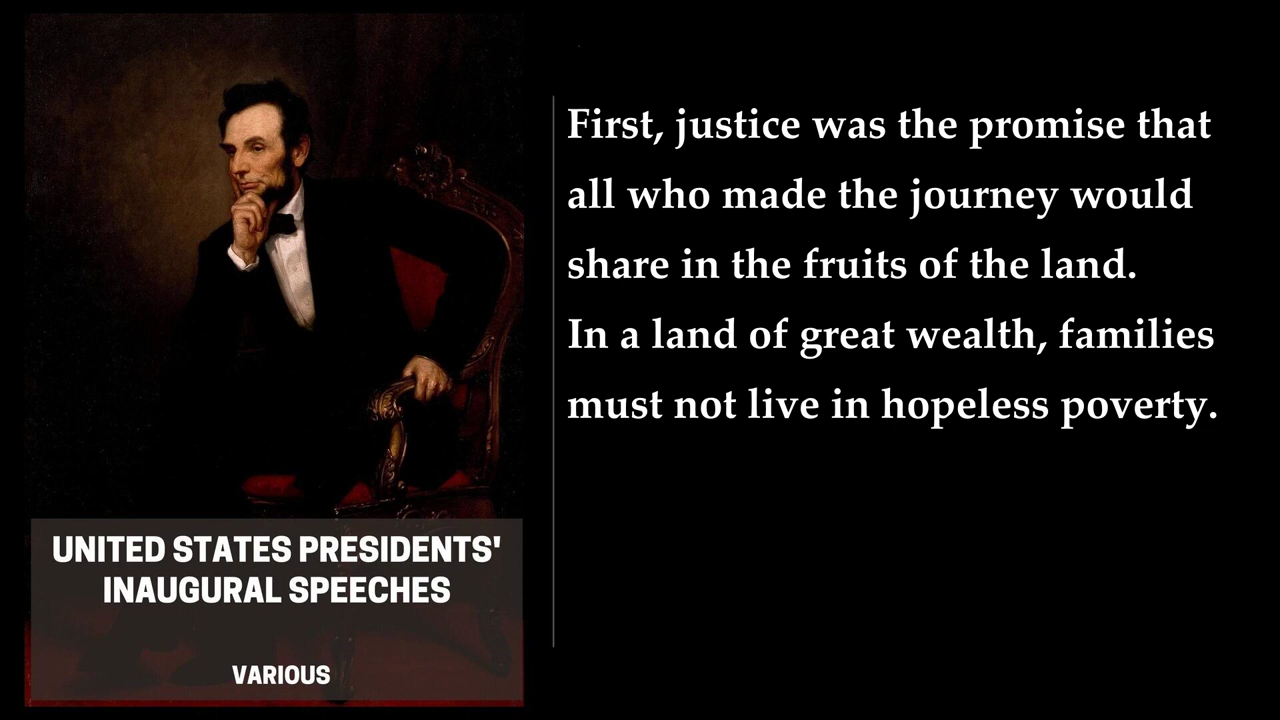 First, justice was the promise that
all who made the journey would
share in the fruits of the land.
In a land of great wealth, families
must not live in hopeless poverty.
UNITED STATES PRESIDENTS'
INAUGURAL SPEECHES
VARIOUS